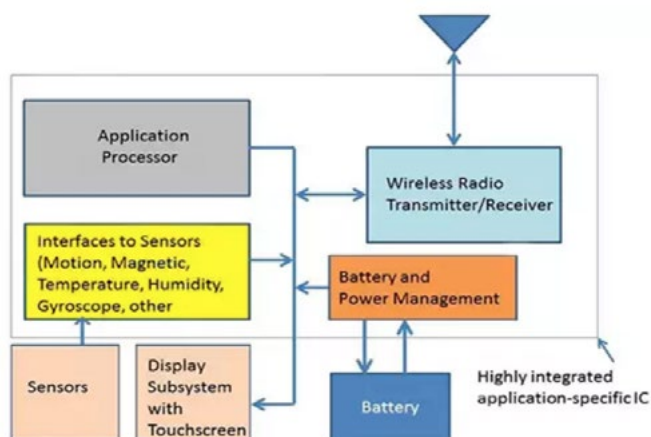 Application
Processor
Wireless Radio
Transmitter/Receiver
Interfaces to Sensors
(Motion, Magnetic,
Temperature, Humidity,
Gyroscope, other
Battery and
Power Management
Sensors
Display
Subsystem
with
Touchscreen
Battery
Highly integrated
application-specific IC